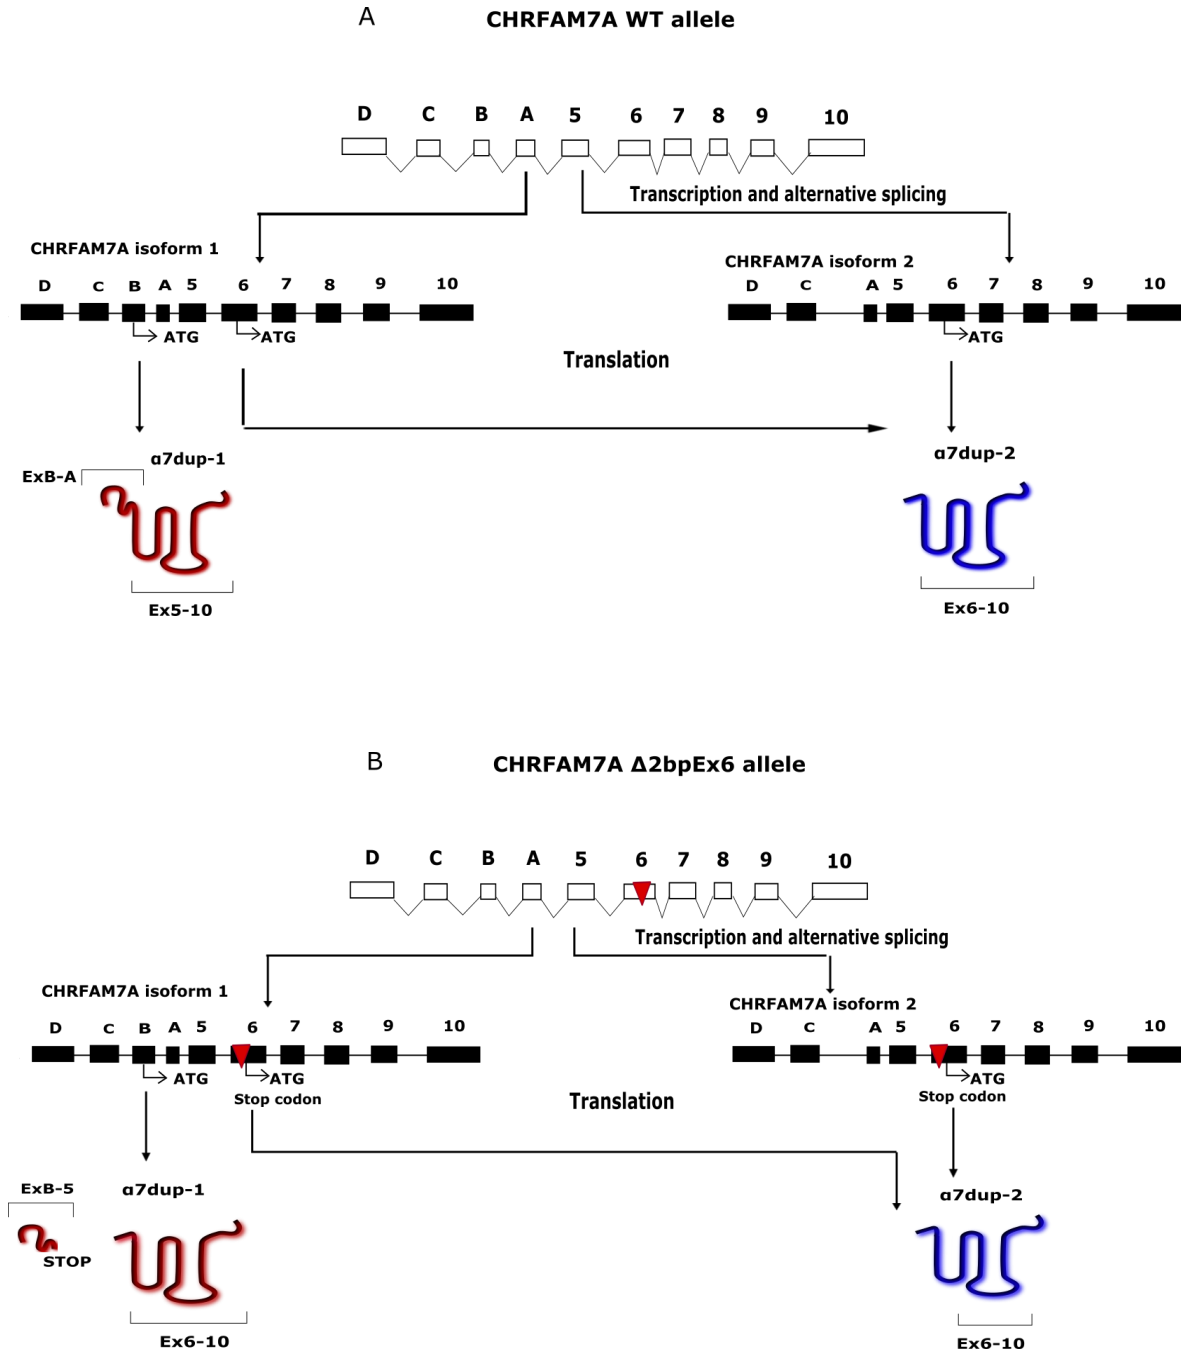 A
CHRFAM7A WT allele
D C B A 5 6 7 8 9 10
Transcription and alternative splicing
CHRFAM7A isoform 1
CHRFAM7A isoform 2
D C B A 5 6 7 8 9 10
D C A 5 6 7 8 9 10
ATG ATG
ATG
Translation
α7dup-1
α7dup-2
ExB-A
Ex5-10
Ex6-10
B
CHRFAM7A Δ2bpEx6 allele
D C B A 5 6 7 8 9 10
Transcription and alternative splicing
CHRFAM7A isoform 1
CHRFAM7A isoform 2
D C B A 5 6 7 8 9 10
D C A 5 6 7 8 9 10
ATG ATG
ATG
Stop codon
Stop codon
Translation
ExB-5
α7dup-1
α7dup-2
STOP
Ex6-10
Ex6-10